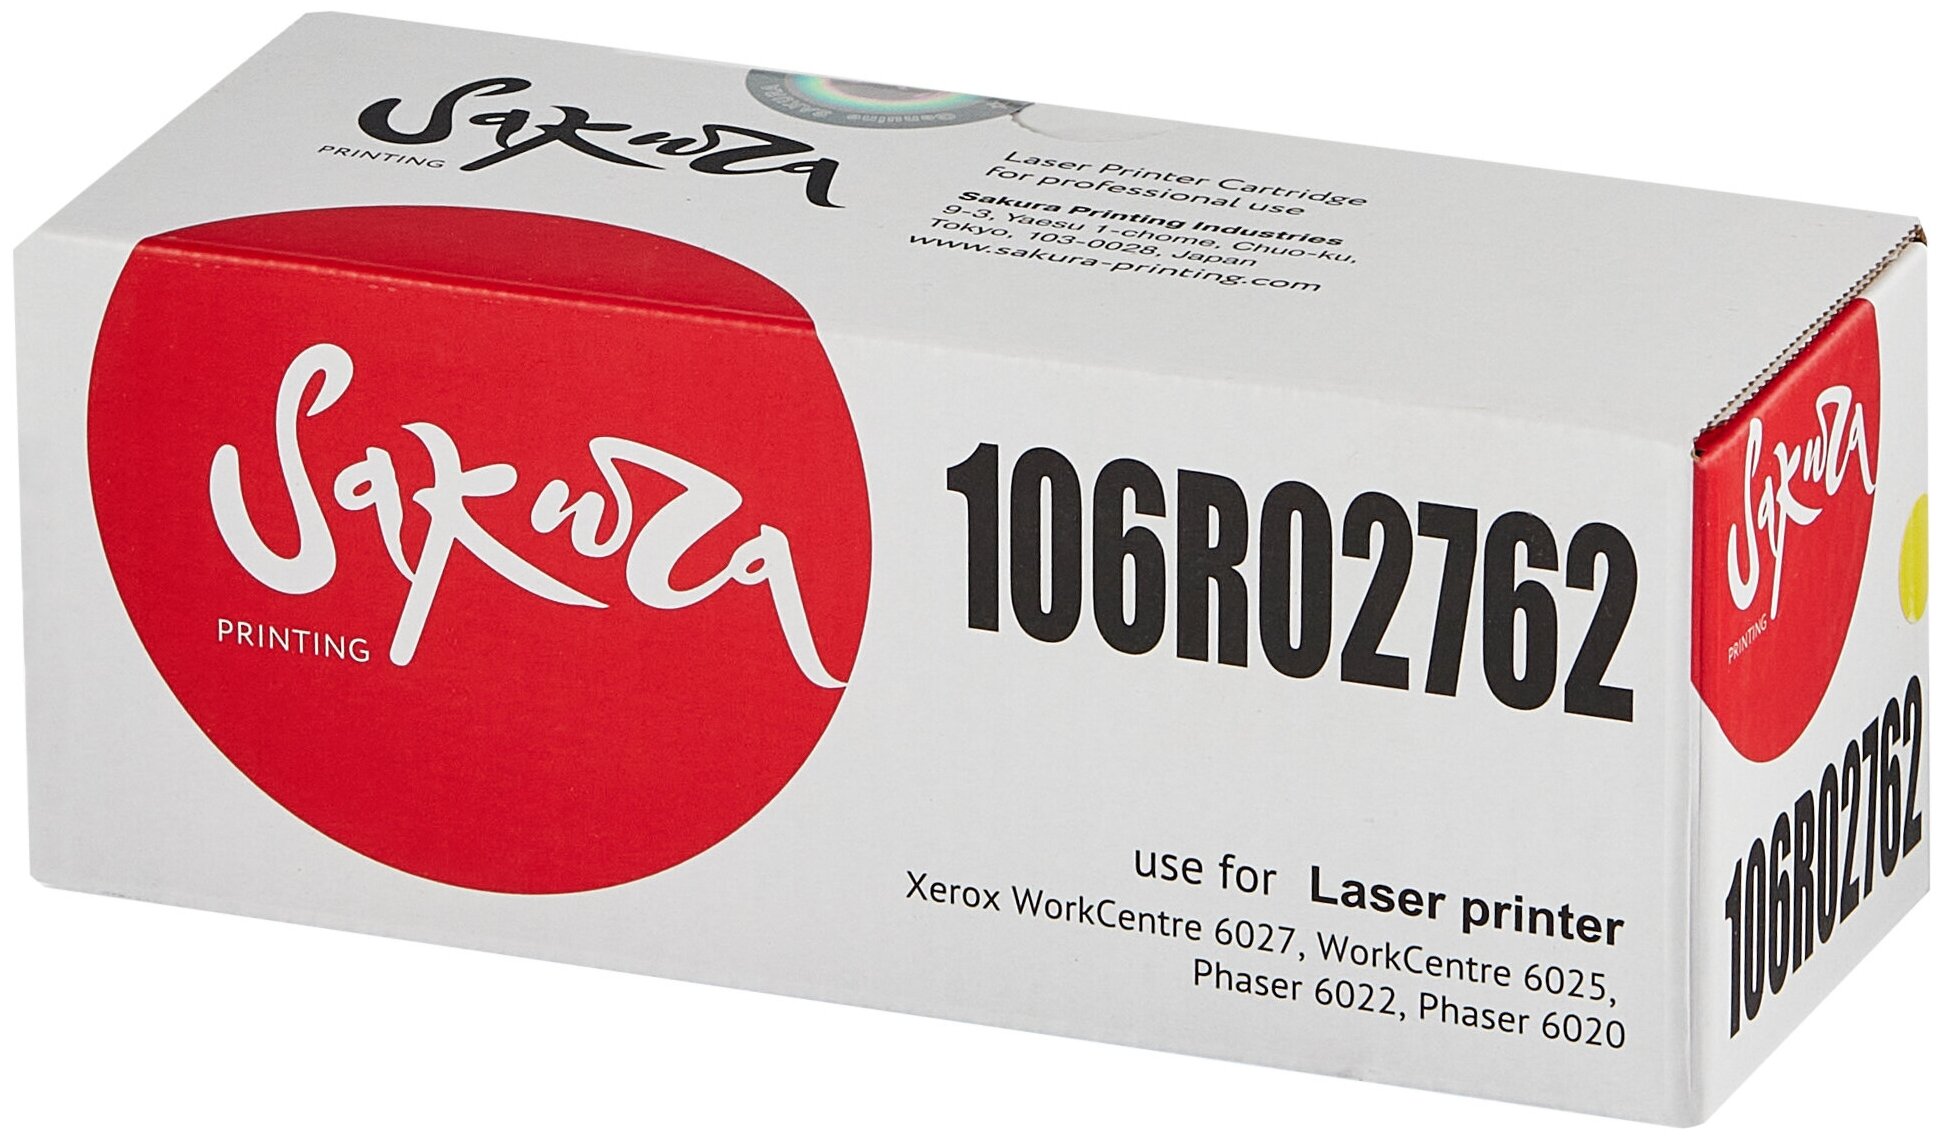 Sakura
PRINTING
Genuine
SAKURA
Laser Printer Cartridge
for professional use
Sakura Printing Industries
9-3, Yaesu 1-chome, Chuo-ku,
Tokyo, 103-0028, Japan
www.sakura-printing.com
Sakura
PRINTING
106R02762
use for Laser printer
Xerox WorkCentre 6027, WorkCentre 6025,
Phaser 6022, Phaser 6020
Sakura
PRINTING
106R02762